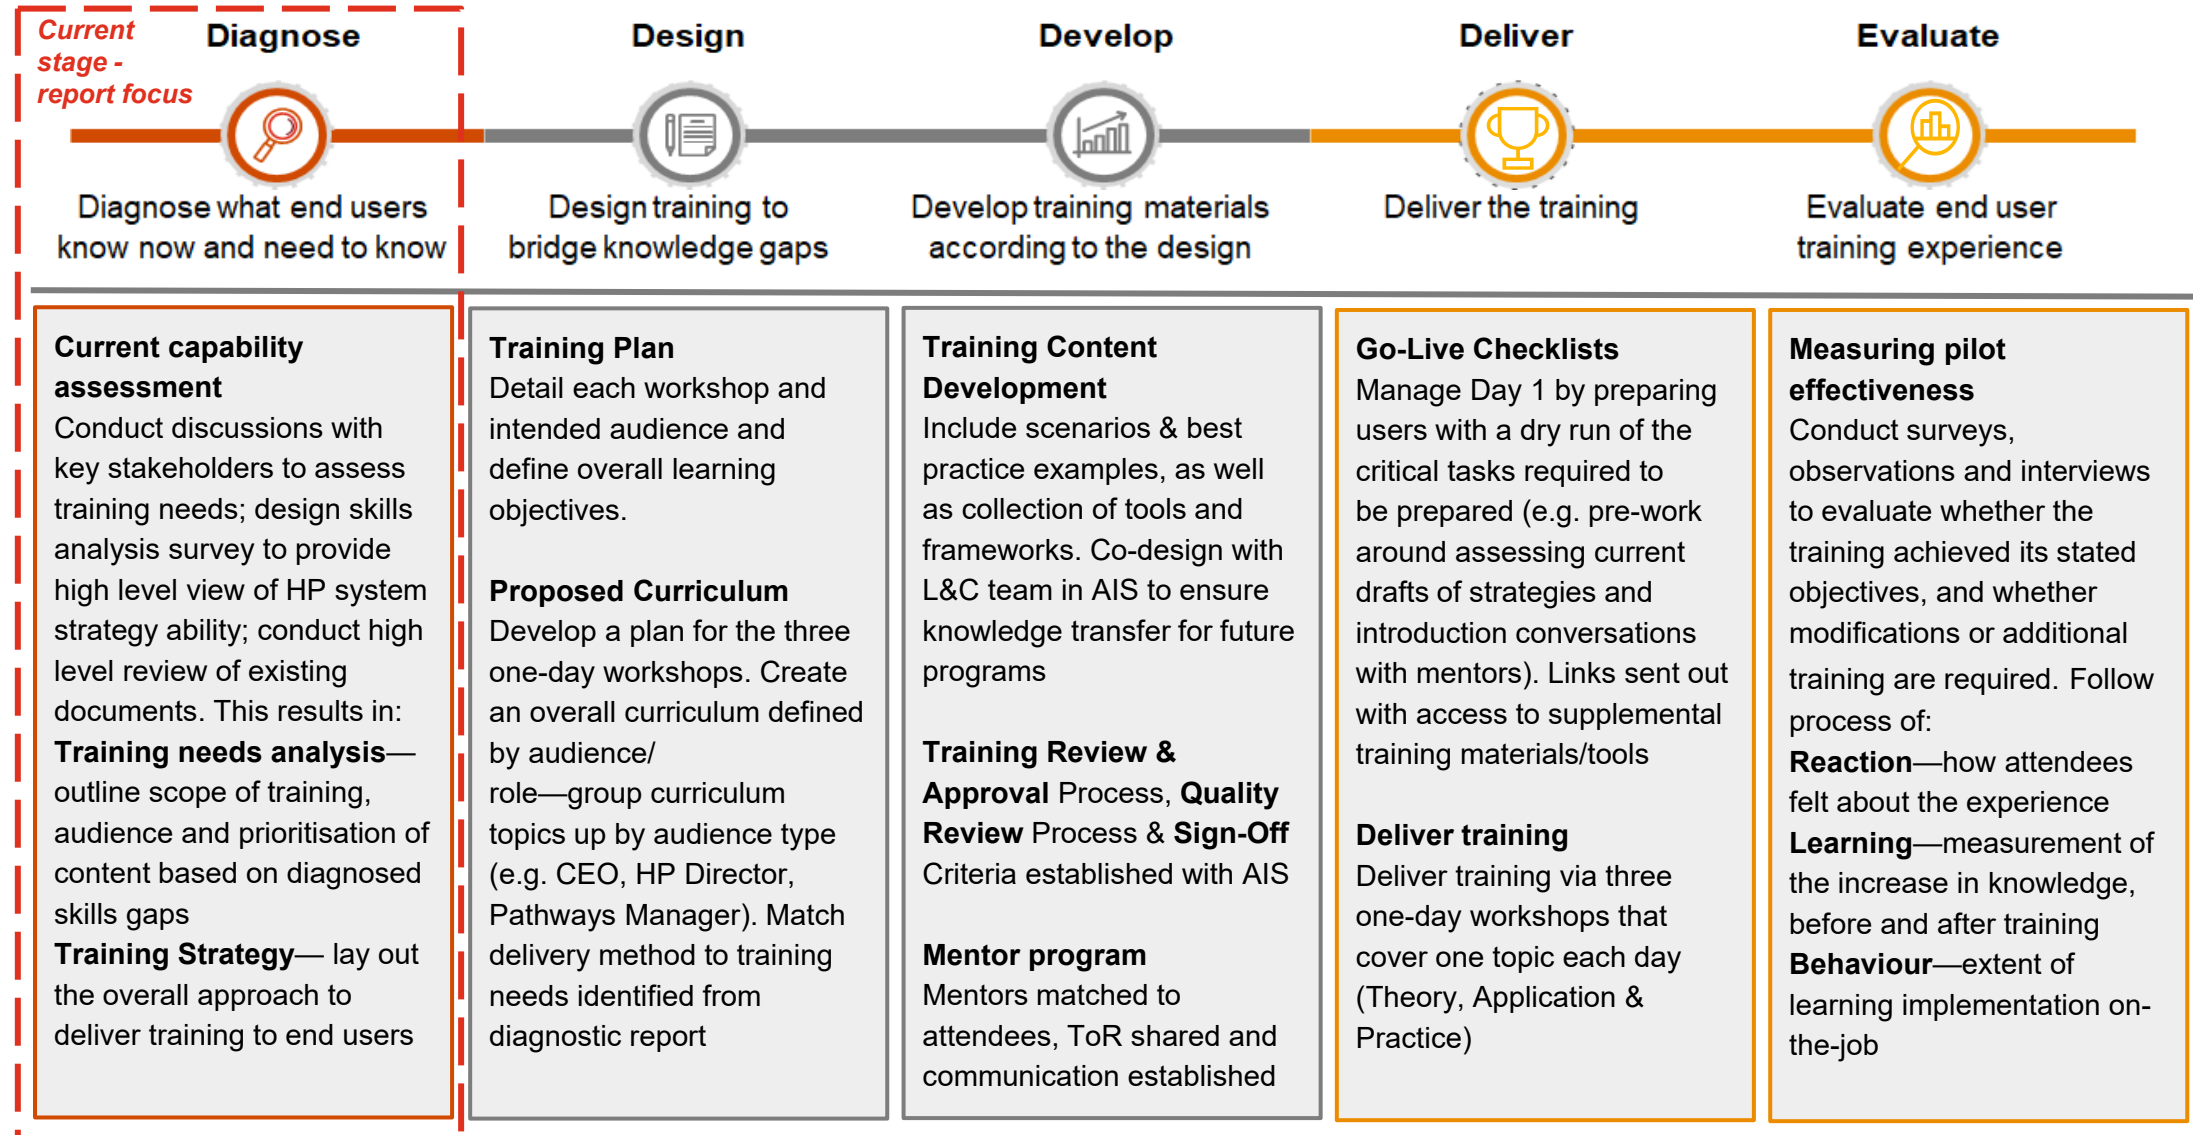 Current
stage -
report focus
Diagnose
Design
Develop
Deliver
Evaluate
Diagnose what end users
know now and need to know
Design training to
bridge knowledge gaps
Develop training materials
according to the design
Deliver the training
Evaluate end user
training experience
Current capability
assessment
Conduct discussions with
key stakeholders to assess
training needs; design skills
analysis survey to provide
high level view of HP system
strategy ability; conduct high
level review of existing
documents. This results in:
Training needs analysis—
outline scope of training,
audience and prioritisation of
content based on diagnosed
skills gaps
Training Strategy— lay out
the overall approach to
deliver training to end users
Training Plan
Detail each workshop and
intended audience and
define overall learning
objectives.
Proposed Curriculum
Develop a plan for the three
one-day workshops. Create
an overall curriculum defined
by audience/
role—group curriculum
topics up by audience type
(e.g. CEO, HP Director,
Pathways Manager). Match
delivery method to training
needs identified from
diagnostic report
Training Content
Development
Include scenarios & best
practice examples, as well
as collection of tools and
frameworks. Co-design with
L&C team in AIS to ensure
knowledge transfer for future
programs
Training Review &
Approval Process, Quality
Review Process & Sign-Off
Criteria established with AIS
Mentor program
Mentors matched to
attendees, ToR shared and
communication established
Go-Live Checklists
Manage Day 1 by preparing
users with a dry run of the
critical tasks required to
be prepared (e.g. pre-work
around assessing current
drafts of strategies and
introduction conversations
with mentors). Links sent out
with access to supplemental
training materials/tools
Deliver training
Deliver training via three
one-day workshops that
cover one topic each day
(Theory, Application &
Practice)
Measuring pilot
effectiveness
Conduct surveys,
observations and interviews
to evaluate whether the
training achieved its stated
objectives, and whether
modifications or additional
training are required. Follow
process of:
Reaction—how attendees
felt about the experience
Learning—measurement of
the increase in knowledge,
before and after training
Behaviour—extent of
learning implementation on-
the-job